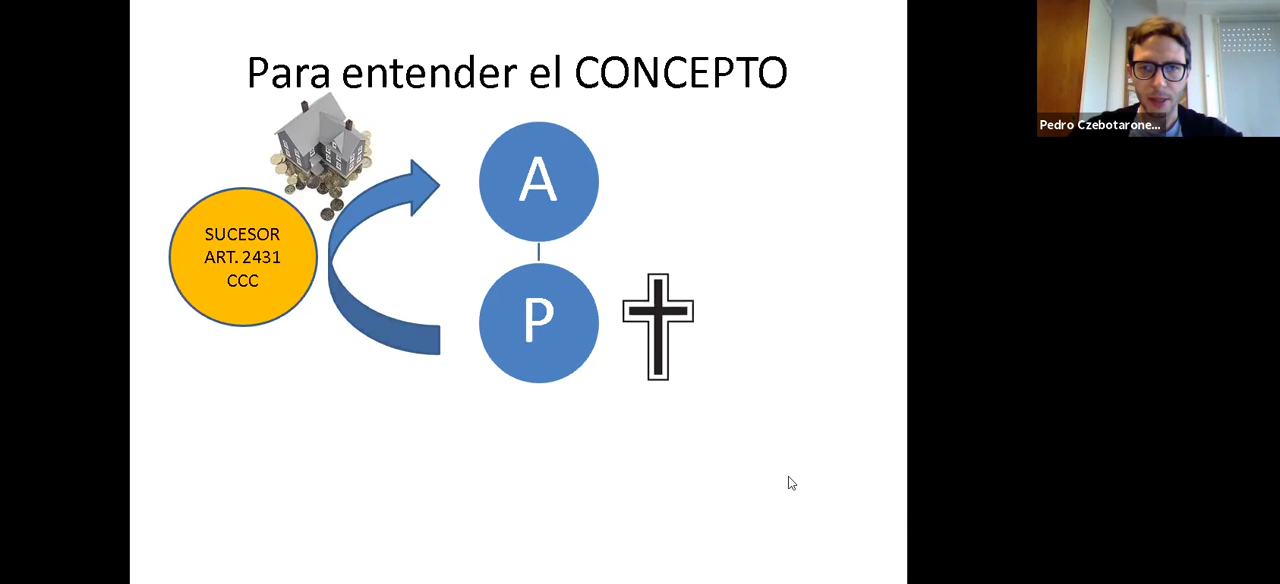 Para entender el CONCEPTO
SUCESOR
ART. 2431
CCC
A
P
Pedro Czebotarone...